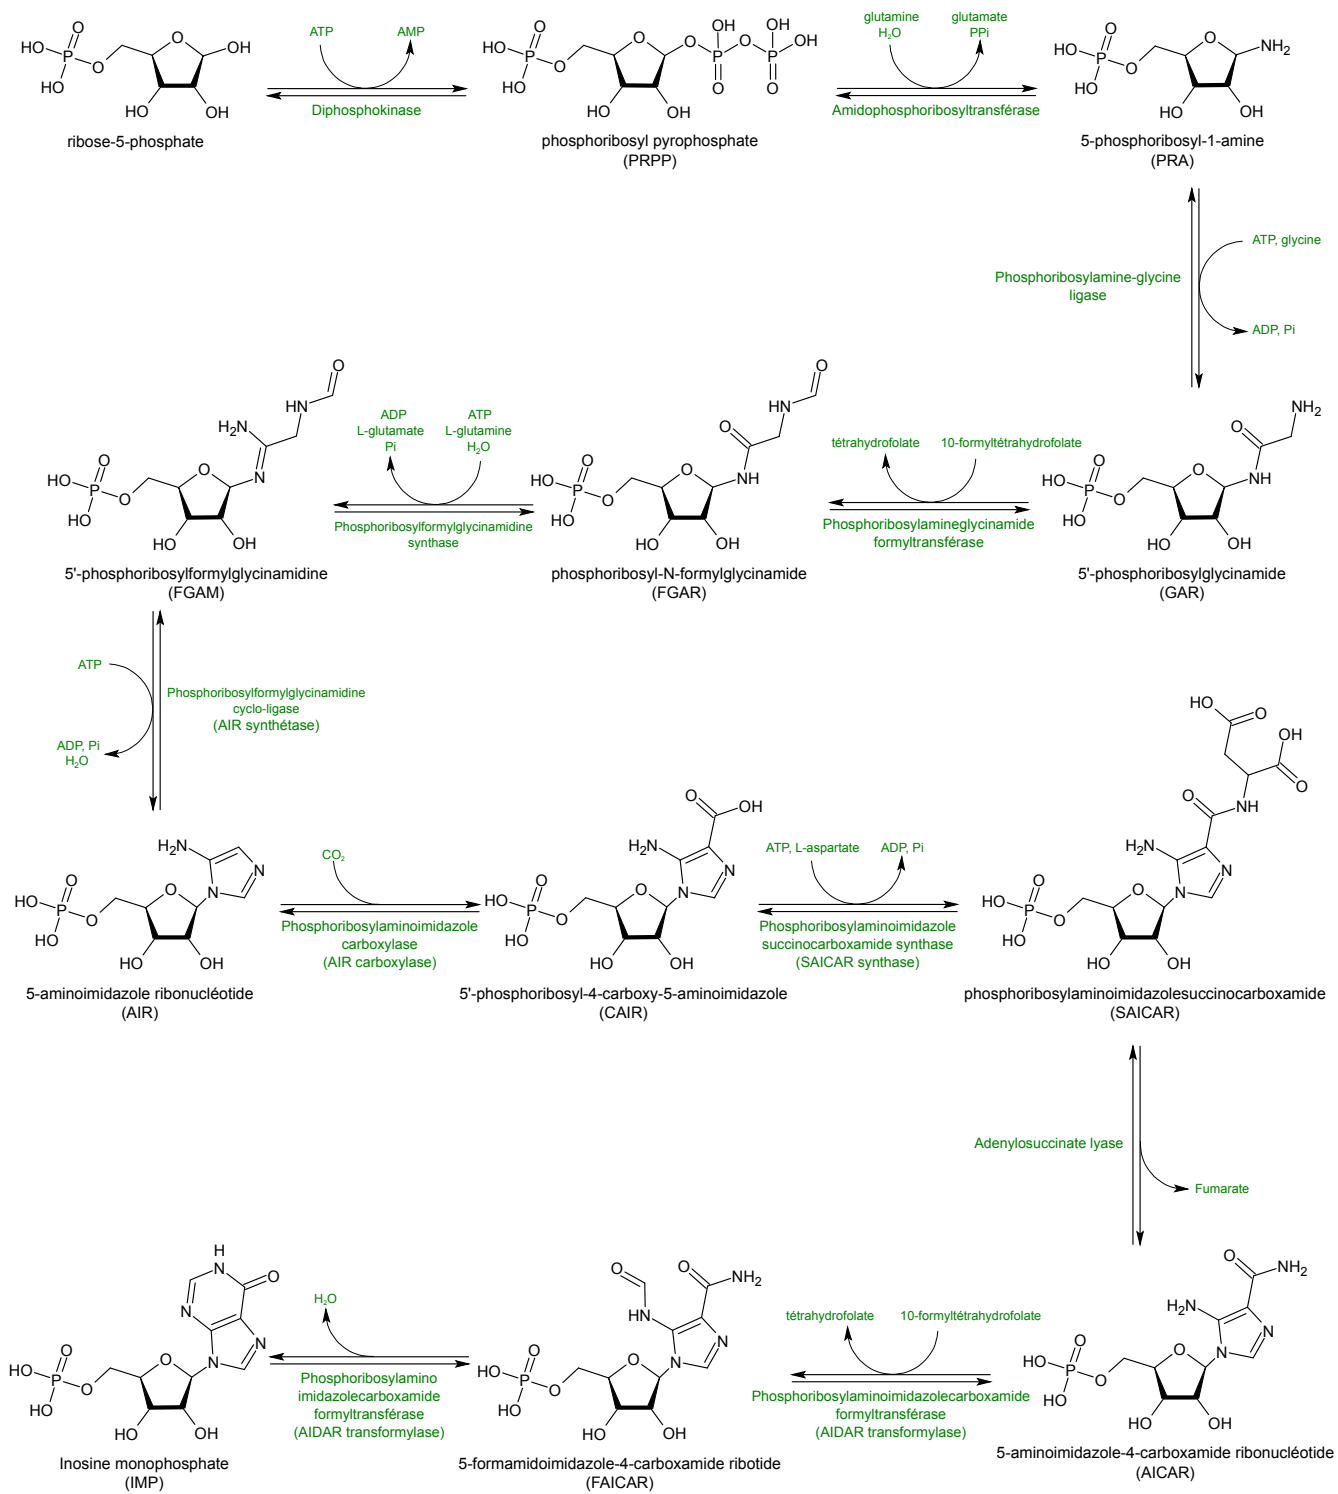 ATP
AMP
Diphosphokinase
ribose-5-phosphate
phosphoribosyl pyrophosphate
(PRPP)
glutamine
H₂O
glutamate
PPi
Amidophosphoribosyltransférase
5-phosphoribosyl-1-amine
(PRA)
ATP, glycine
Phosphoribosylamine-glycine
ligase
ADP, Pi
5'-phosphoribosylglycinamide
(GAR)
tétrahydrofolate
10-formyltétrahydrofolate
Phosphoribosylamineglycinamide
formyltransférase
phosphoribosyl-N-formylglycinamide
(FGAR)
ADP
L-glutamate
Pi
ATP
L-glutamine
H₂O
Phosphoribosylformylglycinamidine
synthase
5'-phosphoribosylformylglycinamidine
(FGAM)
ATP
Phosphoribosylformylglycinamidine
cyclo-ligase
(AIR synthétase)
ADP, Pi
H₂O
5-aminoimidazole ribonucléotide
(AIR)
CO₂
Phosphoribosylaminoimidazole
carboxylase
(AIR carboxylase)
5'-phosphoribosyl-4-carboxy-5-aminoimidazole
(CAIR)
ATP, L-aspartate
ADP, Pi
Phosphoribosylaminoimidazole
succinocarboxamide synthase
(SAICAR synthase)
phosphoribosylaminoimidazolesuccinocarboxamide
(SAICAR)
Adenylosuccinate lyase
Fumarate
5-aminoimidazole-4-carboxamide ribonucléotide
(AICAR)
tétrahydrofolate
10-formyltétrahydrofolate
Phosphoribosylaminoimidazolecarboxamide
formyltransférase
(AIDAR transformylase)
5-formamidoimidazole-4-carboxamide ribotide
(FAICAR)
H₂O
Phosphoribosylamino
imidazolecarboxamide
formyltransférase
(AIDAR transformylase)
Inosine monophosphate
(IMP)